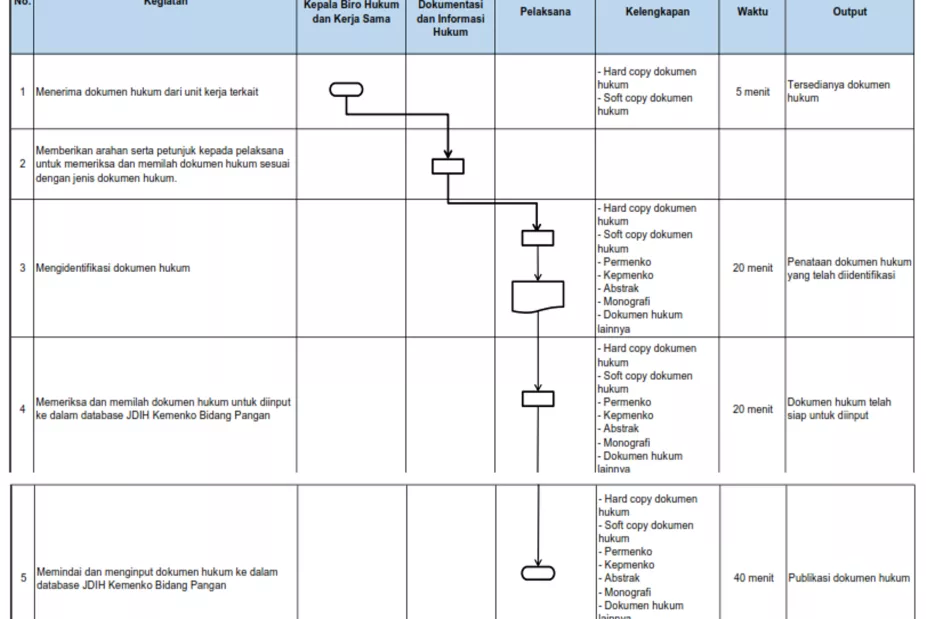 No.
Kegiatan
Kepala Biro Hukum
dan Kerja Sama
Dokumentasi
dan Informasi
Hukum
Pelaksana
Kelengkapan
Waktu
Output
1
Menerima dokumen hukum dari unit kerja terkait
- Hard copy dokumen
hukum
- Soft copy dokumen
hukum
5 menit
Tersedianya dokumen
hukum
2
Memberikan arahan serta petunjuk kepada pelaksana
untuk memeriksa dan memilah dokumen hukum sesuai
dengan jenis dokumen hukum.
3
Mengidentifikasi dokumen hukum
- Hard copy dokumen
hukum
- Soft copy dokumen
hukum
- Permenko
- Kepmenko
- Abstrak
- Monografi
- Dokumen hukum
lainnya
20 menit
Penataan dokumen hukum
yang telah diidentifikasi
4
Memeriksa dan memilah dokumen hukum untuk diinput
ke dalam database JDIH Kemenko Bidang Pangan
- Hard copy dokumen
hukum
- Soft copy dokumen
hukum
- Permenko
- Kepmenko
- Abstrak
- Monografi
- Dokumen hukum
lainnya
20 menit
Dokumen hukum telah
siap untuk diinput
5
Memindai dan menginput dokumen hukum ke dalam
database JDIH Kemenko Bidang Pangan
- Hard copy dokumen
hukum
- Soft copy dokumen
hukum
- Permenko
- Kepmenko
- Abstrak
- Monografi
- Dokumen hukum
lainnya
40 menit
Publikasi dokumen hukum